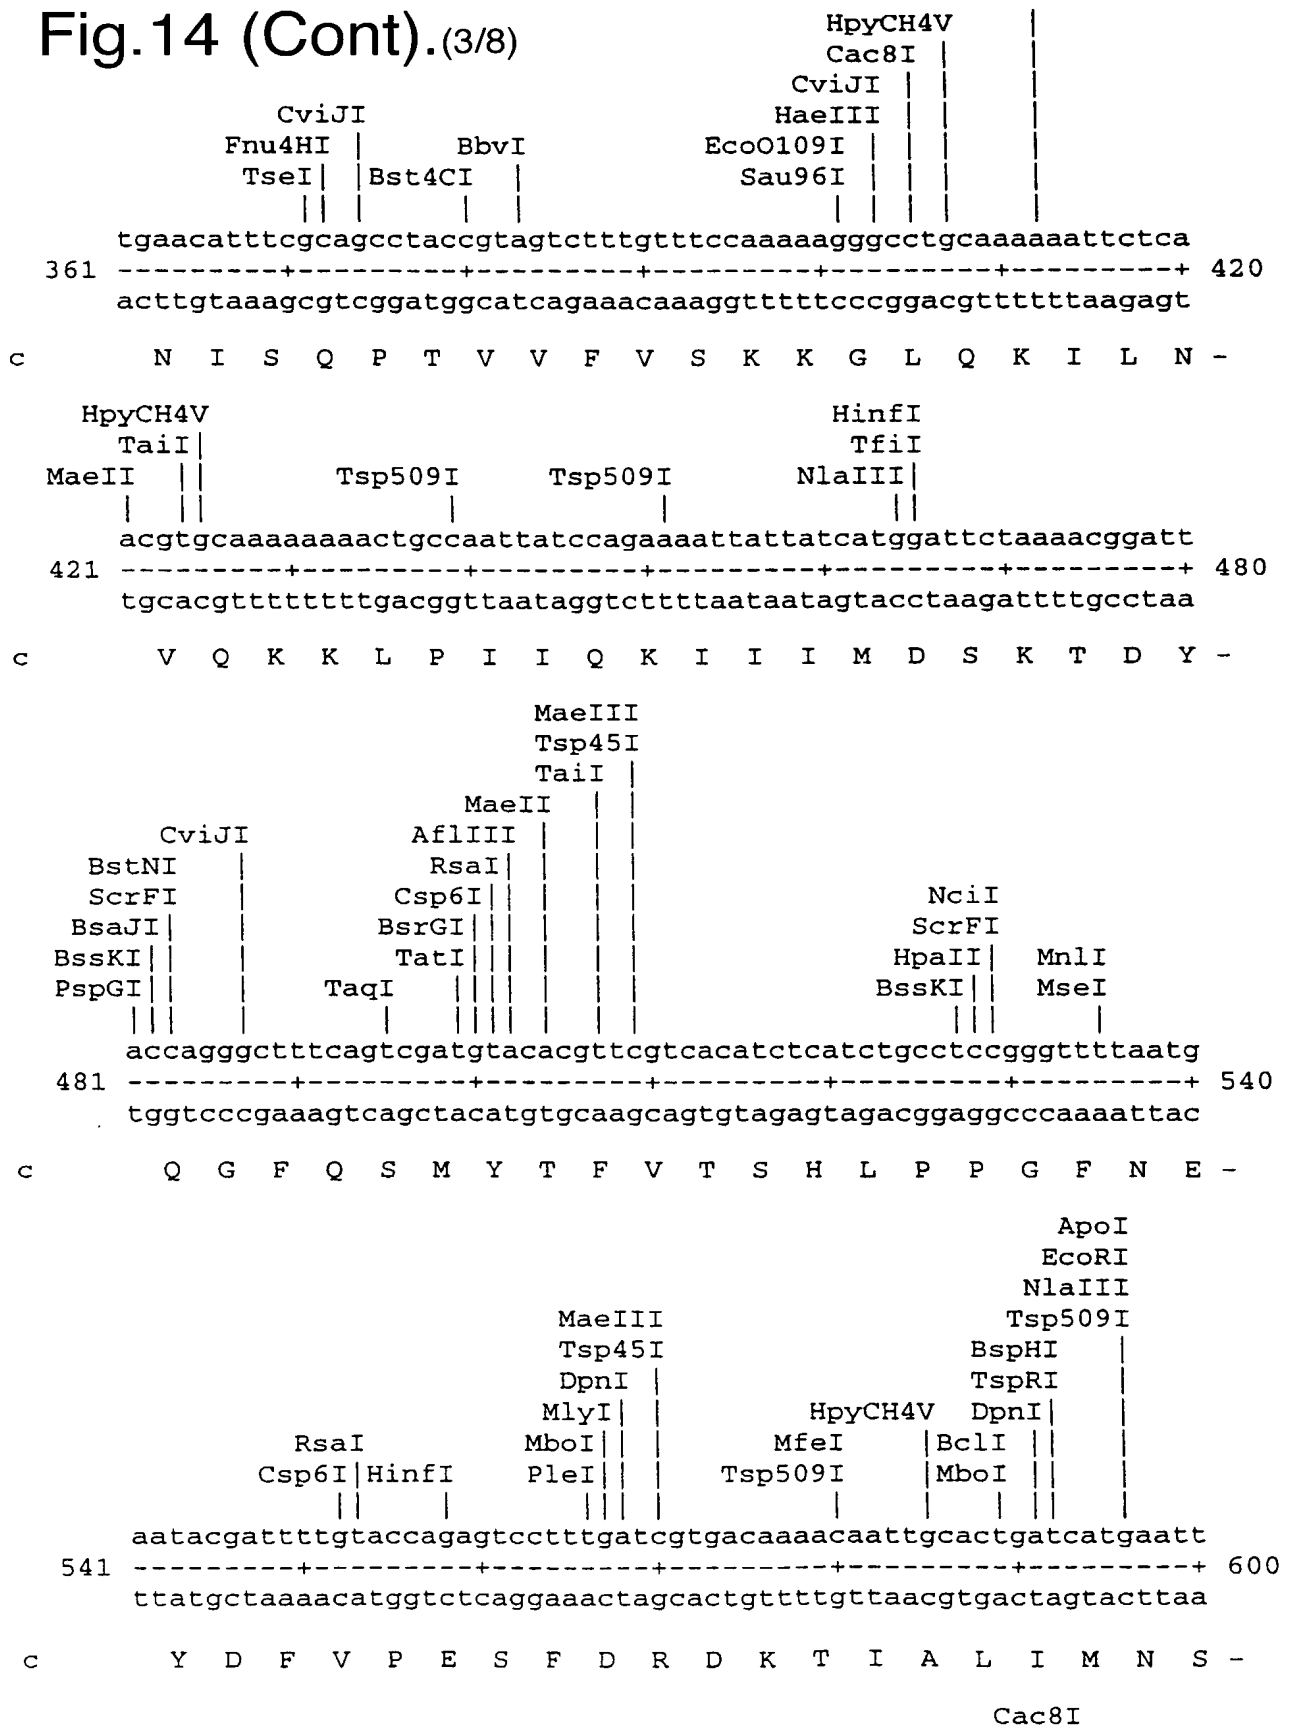 Fig.14 (Cont).(3/8)
HpyCH4V
Cac8I
CviJI
CviJI HaeIII
Fnu4HI BbvI EcoO109I
TseI Bst4CI Sau96I
tgaacatttcgcagcctaccgtagtctttgtttccaaaaagggcctgcaaaaaattctca
361 ---------+---------+---------+---------+---------+---------+ 420
acttgtaaagcgtcggatggcatcagaaacaaaggtttttcccggacgttttttaagagt
c N I S Q P T V V F V S K K G L Q K I L N -
HpyCH4V HinfI
TaiI TfiI
MaeII Tsp509I Tsp509I NlaIII
acgtgcaaaaaaaactgccaattatccagaaaattattatcatggattctaaaacggatt
421 ---------+---------+---------+---------+---------+---------+ 480
tgcacgtttttttttgacggttaataggtcttttaataatagtacctaagattttgcctaa
c V Q K K L P I I Q K I I I M D S K T D Y -
MaeIII
Tsp45I
TaiI
MaeII
CviJI AflIII
BstNI RsaI
ScrFI Csp6I NciI
BsaJI BsrGI ScrFI
BssKI TatI HpaII MnlI
PspGI TaqI BssKI MseI
accagggctttcagtcgatgtacacgttcgtcacatctcatctgcctccgggttttaatg
481 ---------+---------+---------+---------+---------+---------+ 540
tggtcccgaaagtcagctacatgtgcaagcagtgtagagtagacggaggcccaaaattac
c Q G F Q S M Y T F V T S H L P P G F N E -
ApoI
EcoRI
NlaIII
MaeIII Tsp509I
Tsp45I BspHI
DpnI TspRI
MlyI HpyCH4V DpnI
RsaI MboI MfeI BclI
Csp6I HinfI PleI Tsp509I MboI
aatacgattttgtaccagagtcctttgatcgtgacaaaacaattgcactgatcatgaatt
541 ---------+---------+---------+---------+---------+---------+ 600
ttatgctaaaacatggtctcaggaaactagcactgttttgttaacgtgactagtacttaa
c Y D F V P E S F D R D K T I A L I M N S -
Cac8I